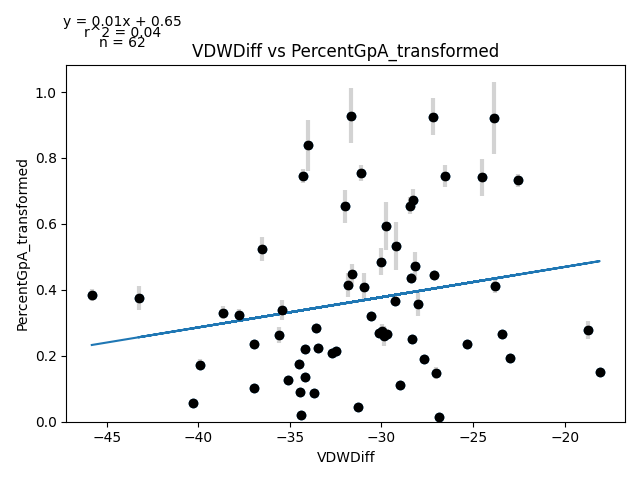 y = 0.01x + 0.65
r^2 = 0.04
n = 62
VDWDiff vs PercentGpA_transformed
1.0
0.8
0.6
0.4
0.2
0.0
PercentGpA_transformed
−45
−40
−35
−30
−25
−20
VDWDiff